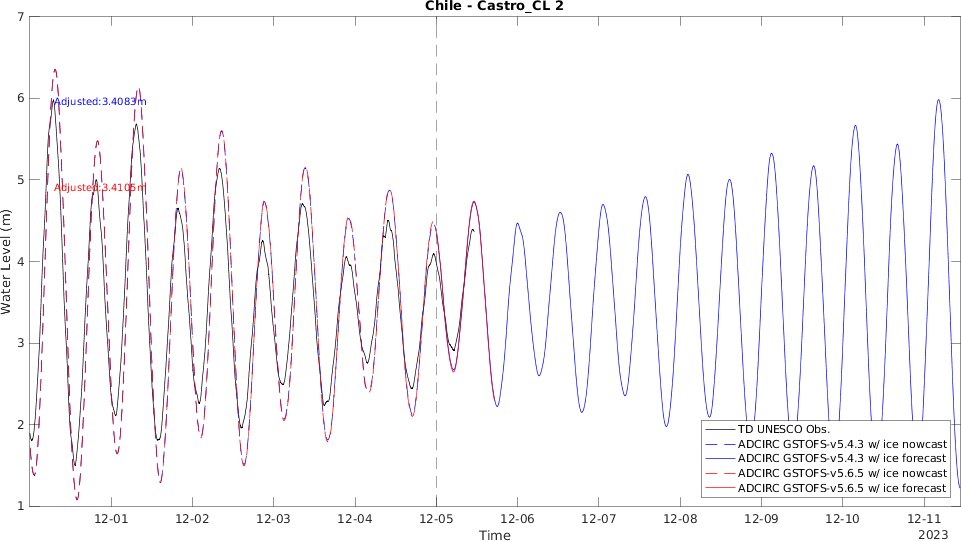 Chile - Castro_CL 2
7
6
5
4
3
2
1
Water Level (m)
Adjusted:3.4083m
Adjusted:3.4105m
TD UNESCO Obs.
ADCIRC GSTOFS-v5.4.3 w/ ice nowcast
ADCIRC GSTOFS-v5.4.3 w/ ice forecast
ADCIRC GSTOFS-v5.6.5 w/ ice nowcast
ADCIRC GSTOFS-v5.6.5 w/ ice forecast
12-01 12-02 12-03 12-04 12-05 12-06 12-07 12-08 12-09 12-10 12-11
Time
2023